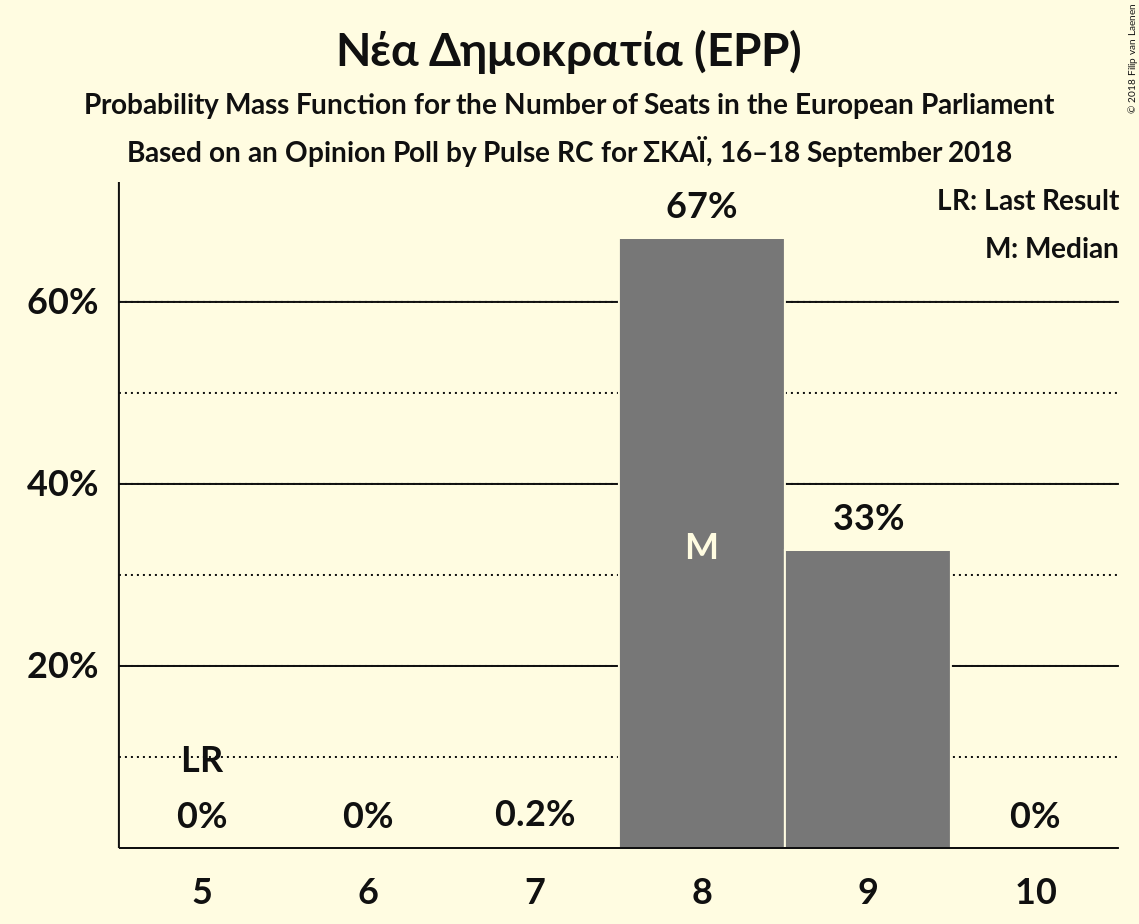 Νέα Δημοκρατία (EPP)
Probability Mass Function for the Number of Seats in the European Parliament
Based on an Opinion Poll by Pulse RC for ΣΚΑΪ, 16–18 September 2018
© 2018 Filip van Laenen
LR: Last Result
M: Median
67%
60%
40%
33%
M
20%
LR
0%
0%
0.2%
0%
5
6
7
8
9
10